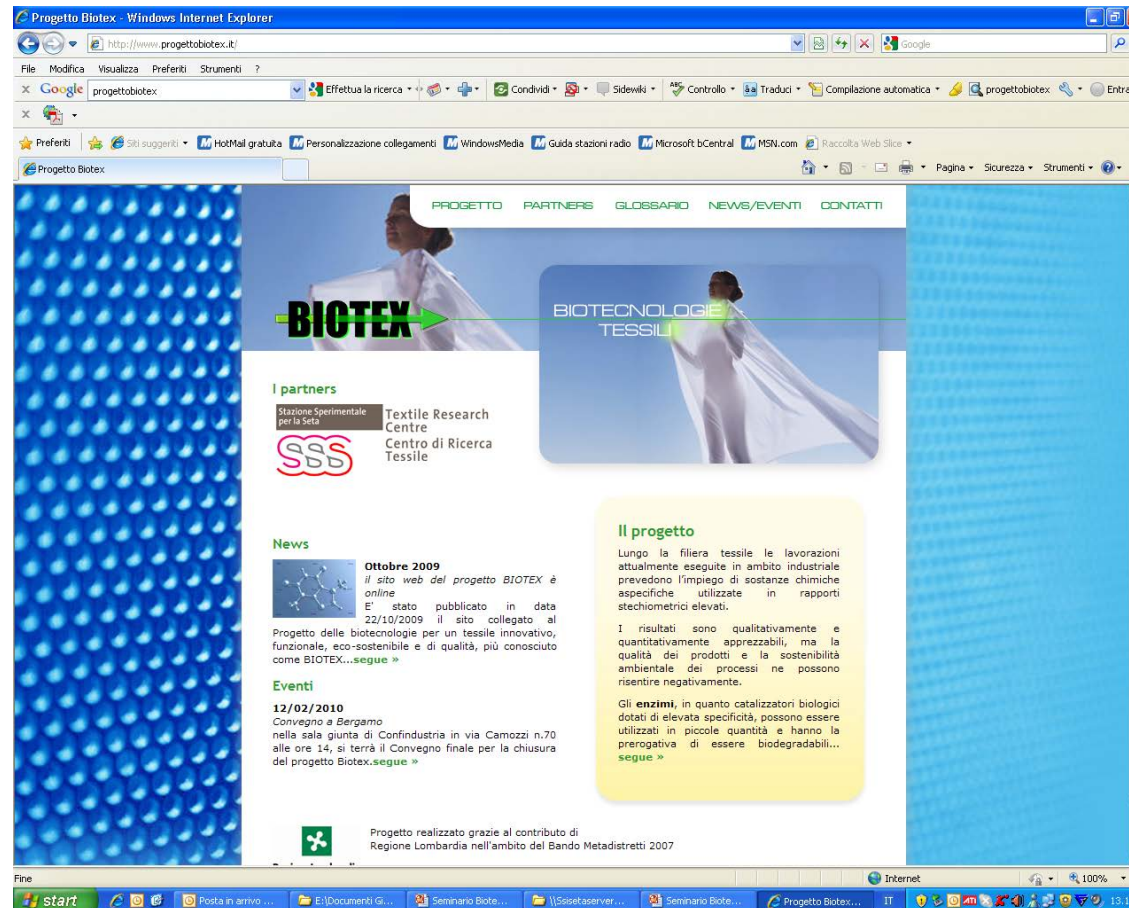 Progetto Biotex - Windows Internet Explorer
http://www.progettobiotex.it/
Google
File Modifica Visualizza Preferiti Strumenti ?
x Google progettobiotex Effettua la ricerca Condividi Sidewiki ABC Controllo Traduci Compilazione automatica progettobiotex Entra
x
Preferiti Siti suggeriti HotMail gratuita Personalizzazione collegamenti WindowsMedia Guida stazioni radio Microsoft bCentral MSN.com Raccolta Web Slice
Progetto Biotex Pagina Sicurezza Strumenti
PROGETTO PARTNERS GLOSSARIO NEWS/EVENTI CONTATTI
BIOTEX
BIOTECNOLOGIE
TESSILI
I partners
Stazione Sperimentale
per la Seta
SSS
Textile Research
Centre
Centro di Ricerca
Tessile
News
Ottobre 2009
il sito web del progetto BIOTEX è
online
E' stato pubblicato in data
22/10/2009 il sito collegato al
Progetto delle biotecnologie per un tessile innovativo,
funzionale, eco-sostenibile e di qualità, più conosciuto
come BIOTEX...segue »
Eventi
12/02/2010
Convegno a Bergamo
nella sala giunta di Confindustria in via Camozzi n.70
alle ore 14, si terrà il Convegno finale per la chiusura
del progetto Biotex.segue »
Il progetto
Lungo la filiera tessile le lavorazioni
attualmente eseguite in ambito industriale
prevedono l'impiego di sostanze chimiche
aspecifiche utilizzate in rapporti
stechiometrici elevati.
I risultati sono qualitativamente e
quantitativamente apprezzabili, ma la
qualità dei prodotti e la sostenibilità
ambientale dei processi ne possono
risentire negativamente.
Gli enzimi, in quanto catalizzatori biologici
dotati di elevata specificità, possono essere
utilizzati in piccole quantità e hanno la
prerogativa di essere biodegradabili...
segue »
Progetto realizzato grazie al contributo di
Regione Lombardia nell'ambito del Bando Metadistretti 2007
Fine Internet 100%
start Posta in arrivo ... E:\Documenti G... Seminario Biote... \\Ssisetaserver... Seminario Biote... Progetto Biotex... IT 13.1